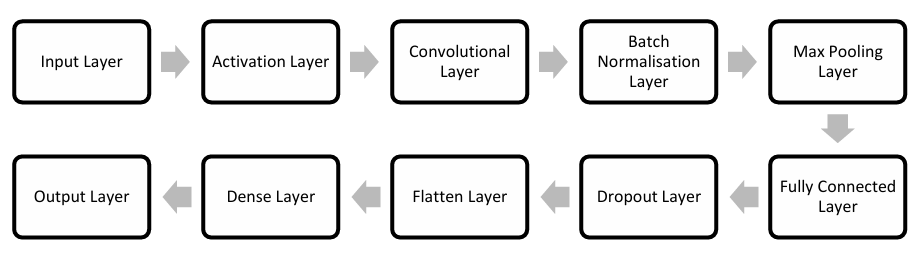 Input Layer
Activation Layer
Convolutional
Layer
Batch
Normalisation
Layer
Max Pooling
Layer
Fully Connected
Layer
Dropout Layer
Flatten Layer
Dense Layer
Output Layer